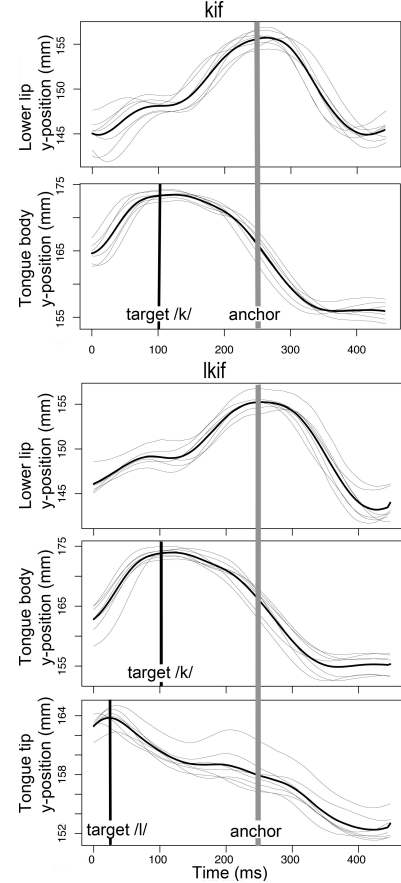 kif
Lower lip
y-position (mm)
155
150
145
Tongue body
y-position (mm)
175
165
155
target /k/
anchor
0 100 200 300 400
lkif
Lower lip
y-position (mm)
155
150
145
Tongue body
y-position (mm)
175
165
155
target /k/
Tongue tip
y-position (mm)
164
158
152
target /l/
anchor
0 100 200 300 400
Time (ms)